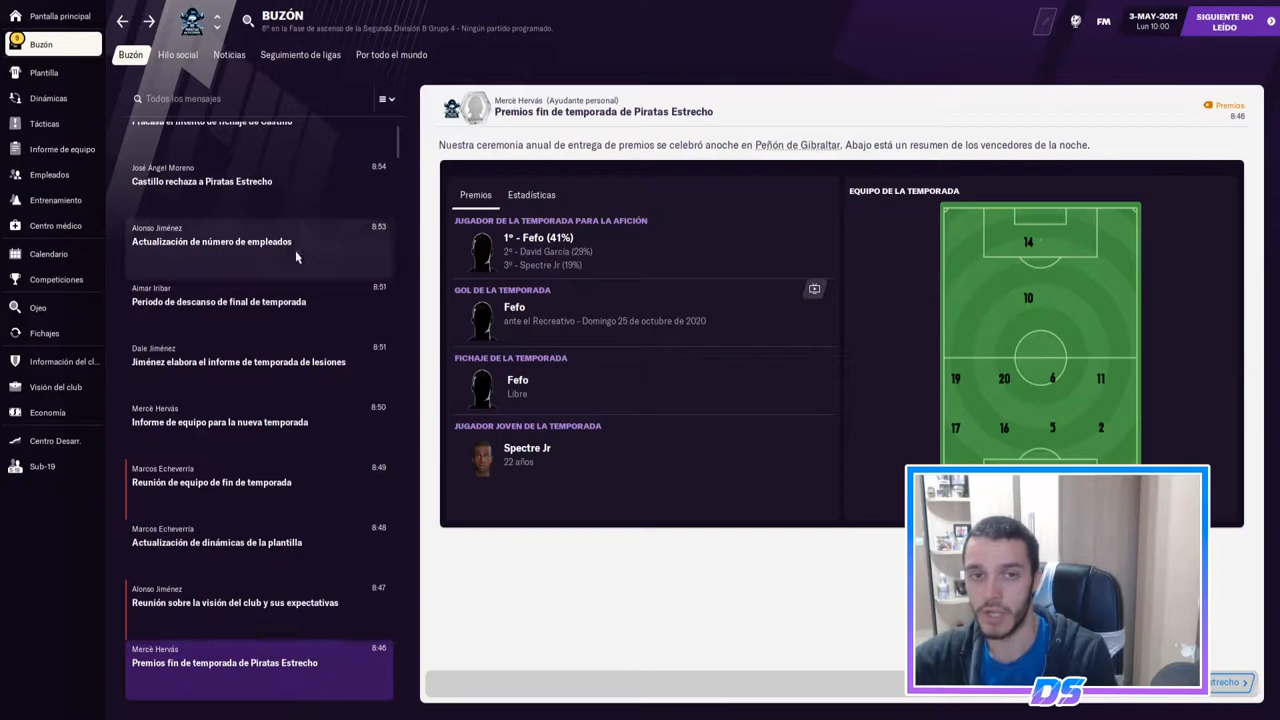 Pantalla principal
9
Buzón
Plantilla
Dinámicas
Tácticas
Informe de equipo
Empleados
Entrenamiento
Centro médico
Calendario
Competiciones
Ojeo
Fichajes
Información del cl...
Visión del club
Economía
Centro Desarr.
Sub-19
BUZÓN
6º en la Fase de ascenso de la Segunda División B Grupo 4 - Ningún partido programado.
FM
3-MAY-2021
Lun 10:00
SIGUIENTE NO
LEÍDO
Buzón
Hilo social
Noticias
Seguimiento de ligas
Por todo el mundo
Todos los mensajes
Fracasa el intento de fichaje de Castillo
José Ángel Moreno
8:54
Castillo rechaza a Piratas Estrecho
Alonso Jiménez
8:53
Actualización de número de empleados
Aimar Iribar
8:51
Periodo de descanso de final de temporada
Dale Jiménez
8:51
Jiménez elabora el informe de temporada de lesiones
Mercè Hervás
8:50
Informe de equipo para la nueva temporada
Marcos Echeverría
8:49
Reunión de equipo de fin de temporada
Marcos Echeverría
8:48
Actualización de dinámicas de la plantilla
Alonso Jiménez
8:47
Reunión sobre la visión del club y sus expectativas
Mercè Hervás
8:46
Premios fin de temporada de Piratas Estrecho
Mercè Hervás (Ayudante personal)
Premios fin de temporada de Piratas Estrecho
Premios
8:46
Nuestra ceremonia anual de entrega de premios se celebró anoche en Peñón de Gibraltar. Abajo está un resumen de los vencedores de la noche.
Premios
Estadísticas
JUGADOR DE LA TEMPORADA PARA LA AFICIÓN
1º - Fefo (41%)
2º - David García (29%)
3º - Spectre Jr (19%)
GOL DE LA TEMPORADA
Fefo
ante el Recreativo - Domingo 25 de octubre de 2020
FICHAJE DE LA TEMPORADA
Fefo
Libre
JUGADOR JOVEN DE LA TEMPORADA
Spectre Jr
22 años
EQUIPO DE LA TEMPORADA
14
10
19 20 6 11
17 16 5 2
DS